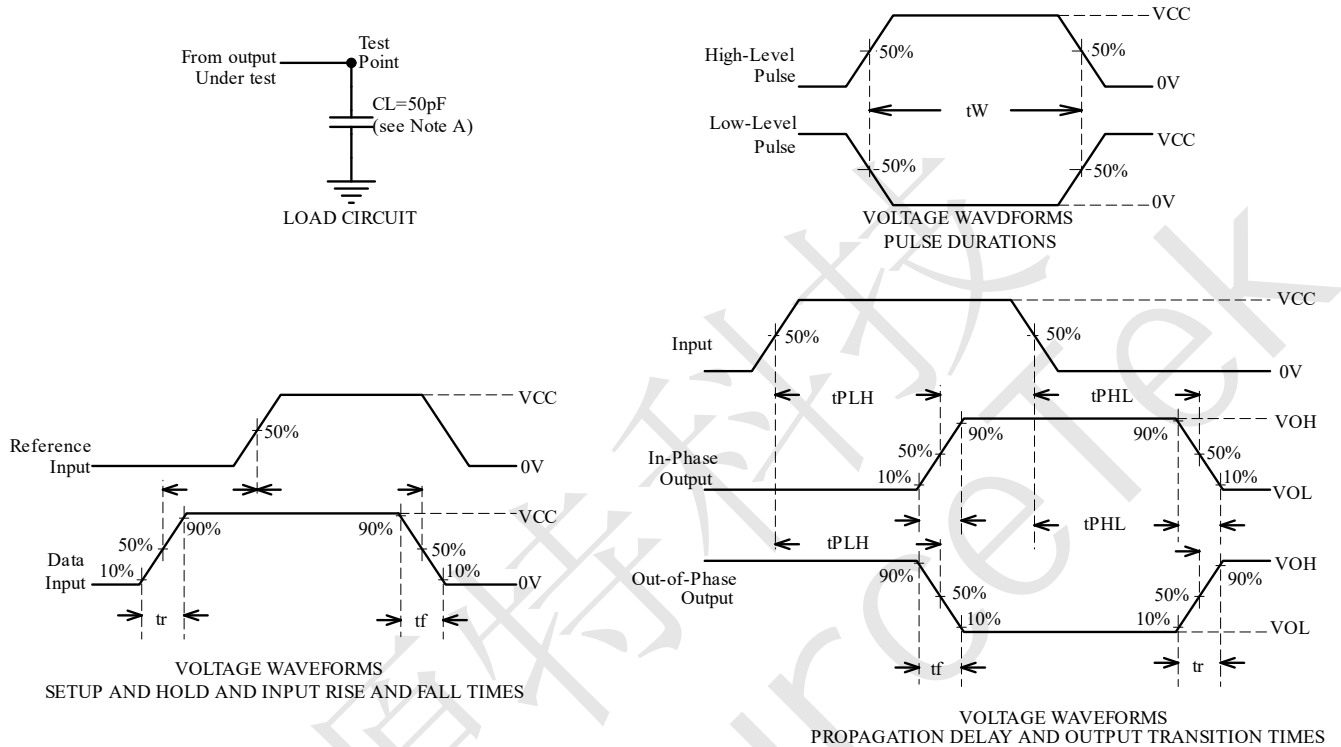 From output
Under test
Test
Point
CL=50pF
(see Note A)
LOAD CIRCUIT
High-Level
Pulse
50%
50%
VCC
0V
tW
Low-Level
Pulse
50%
50%
VCC
0V
VOLTAGE WAVDFORMS
PULSE DURATIONS
Reference
Input
50%
VCC
0V
Data
Input
10%
50%
90%
90%
50%
10%
VCC
0V
tr
tf
VOLTAGE WAVEFORMS
SETUP AND HOLD AND INPUT RISE AND FALL TIMES
Input
50%
50%
VCC
0V
tPLH
tPHL
In-Phase
Output
10%
50%
90%
90%
50%
10%
VOH
VOL
tPLH
tPHL
Out-of-Phase
Output
90%
50%
10%
10%
50%
90%
VOH
VOL
tf
tr
VOLTAGE WAVEFORMS
PROPAGATION DELAY AND OUTPUT TRANSITION TIMES
特科技
urceTek